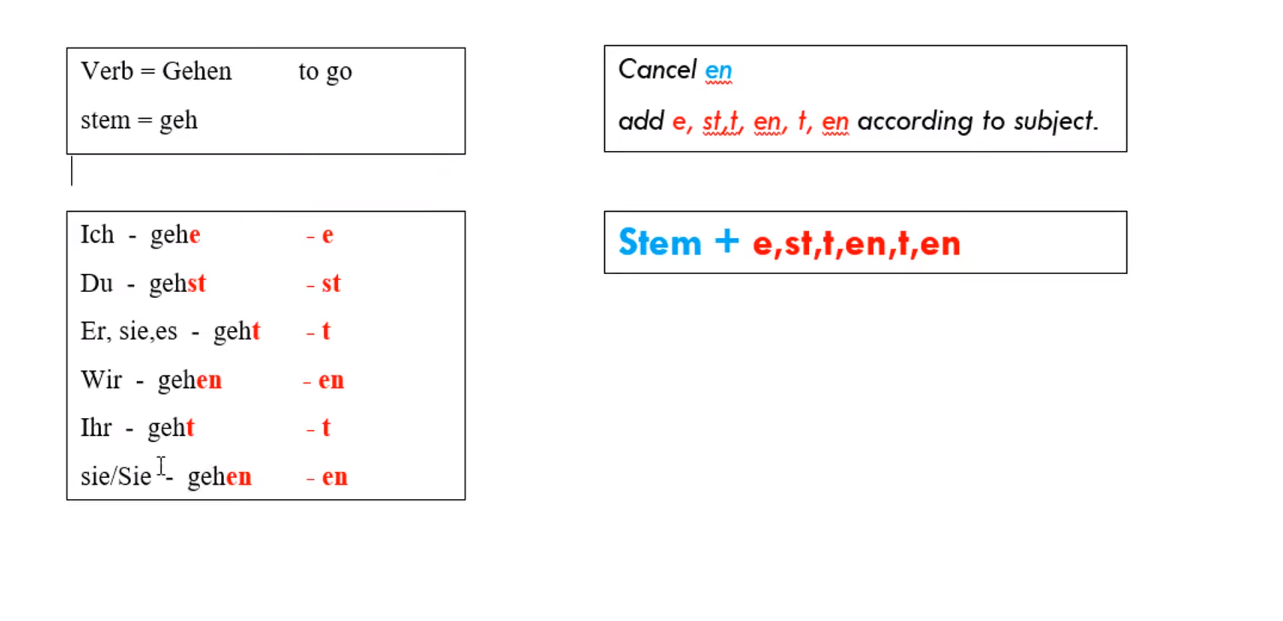 Verb = Gehen to go
stem = geh
Cancel en
add e, st,t, en, t, en according to subject.
Ich - gehe - e
Du - gehst - st
Er, sie,es - geht - t
Wir - gehen - en
Ihr - geht - t
sie/Sie - gehen - en
Stem + e,st,t,en,t,en